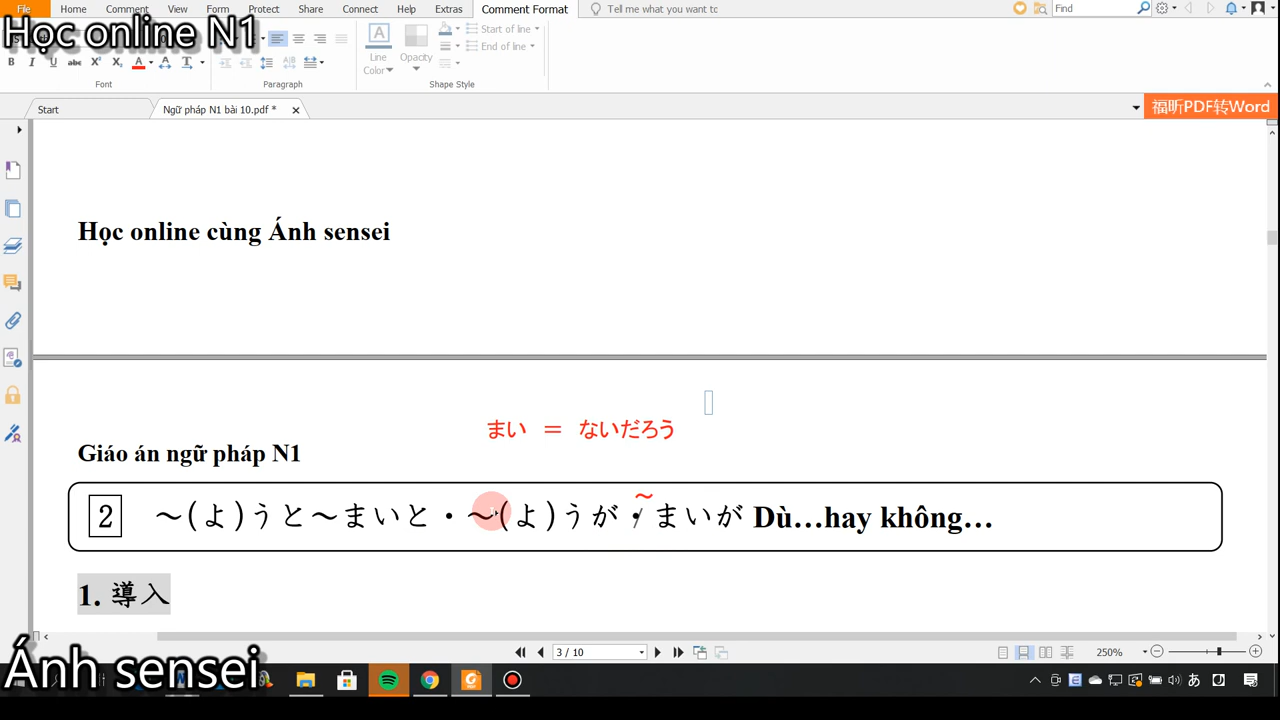 File Home Comment View Form Protect Share Connect Help Extras Comment Format Tell me what you want to Find
Học online N1
Start of line
End of line
Line Color
Opacity
Font Paragraph Shape Style
Start Ngữ pháp N1 bài 10.pdf * 福昕PDF转Word
Học online cùng Ánh sensei
まい = ないだろう
Giáo án ngữ pháp N1
2 ~(よ)うと~まいと・~(よ)うが・~まいが Dù…hay không…
1. 導入
3 / 10 250%
Ánh sensei